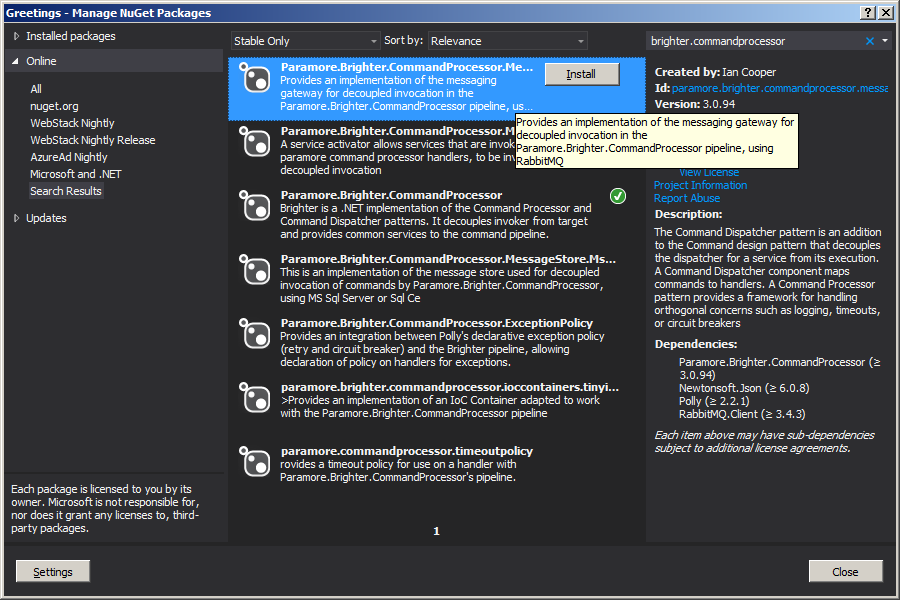 Greetings - Manage NuGet Packages
Installed packages
Online
All
nuget.org
WebStack Nightly
WebStack Nightly Release
AzureAd Nightly
Microsoft and .NET
Search Results
Updates
Each package is licensed to you by its
owner. Microsoft is not responsible for,
nor does it grant any licenses to, third-
party packages.
Settings
Stable Only
Sort by: Relevance
Paramore.Brighter.CommandProcessor.Me...
Provides an implementation of the messaging
gateway for decoupled invocation in the
Paramore.Brighter.CommandProcessor pipeline, us...
Install
Provides an implementation of the messaging gateway for
decoupled invocation in the
Paramore.Brighter.CommandProcessor pipeline, using
RabbitMQ
Paramore.Brighter.CommandProcessor.M
A service activator allows services that are invok
paramore command processor handlers, to be inv
decoupled invocation
Paramore.Brighter.CommandProcessor
Brighter is a .NET implementation of the Command Processor and
Command Dispatcher patterns. It decouples invoker from target
and provides common services to the command pipeline.
Paramore.Brighter.CommandProcessor.MessageStore.Ms...
This is an implementation of the message store used for decoupled
invocation of commands by Paramore.Brighter.CommandProcessor,
using MS Sql Server or Sql Ce
Paramore.Brighter.CommandProcessor.ExceptionPolicy
Provides an integration between Polly's declarative exception policy
(retry and circuit breaker) and the Brighter pipeline, allowing
declaration of policy on handlers for exceptions.
paramore.brighter.commandprocessor.ioccontainers.tinyi...
>Provides an implementation of an IoC Container adapted to work
with the Paramore.Brighter.CommandProcessor pipeline
paramore.commandprocessor.timeoutpolicy
rovides a timeout policy for use on a handler with
Paramore.Brighter.CommandProcessor's pipeline.
1
brighter.commandprocessor
Created by: Ian Cooper
Id: paramore.brighter.commandprocessor.messa
Version: 3.0.94
View License
Project Information
Report Abuse
Description:
The Command Dispatcher pattern is an addition
to the Command design pattern that decouples
the dispatcher for a service from its execution.
A Command Dispatcher component maps
commands to handlers. A Command Processor
pattern provides a framework for handling
orthogonal concerns such as logging, timeouts,
or circuit breakers
Dependencies:
Paramore.Brighter.CommandProcessor (≥
3.0.94)
Newtonsoft.Json (≥ 6.0.8)
Polly (≥ 2.2.1)
RabbitMQ.Client (≥ 3.4.3)
Each item above may have sub-dependencies
subject to additional license agreements.
Close